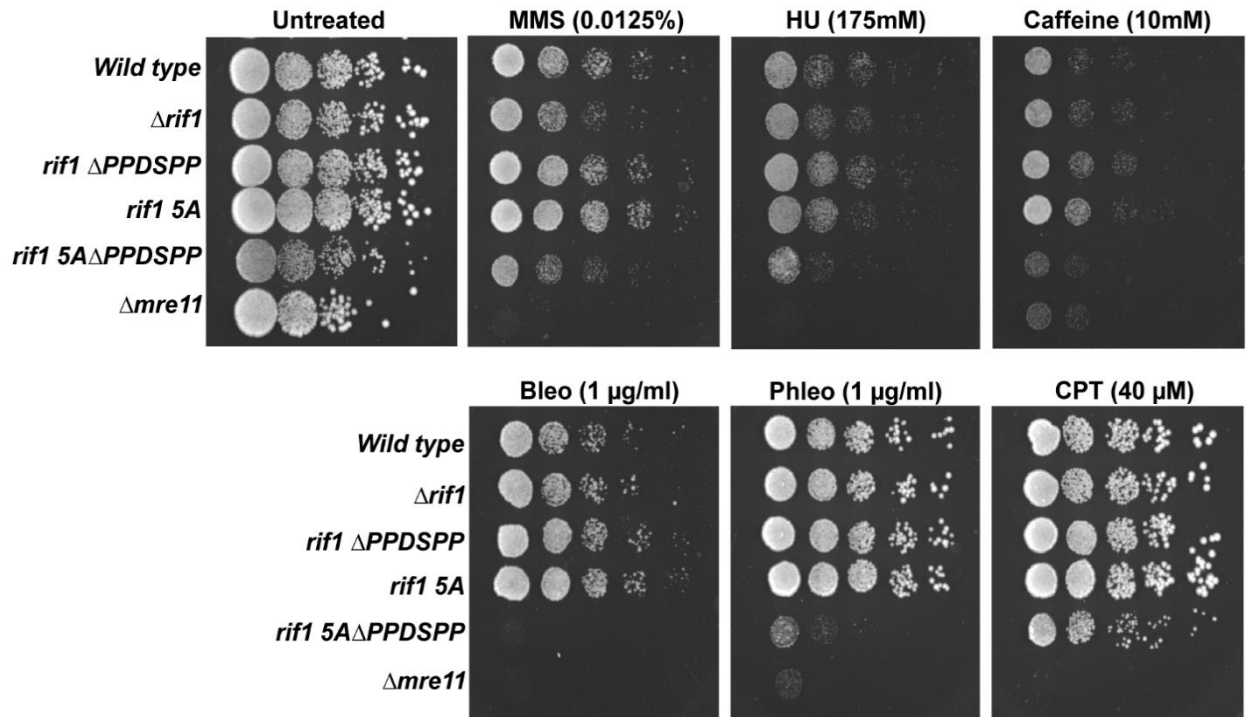 Untreated
MMS (0.0125%)
HU (175mM)
Caffeine (10mM)
Wild type
Δrif1
rif1 ΔPPDSPP
rif1 5A
rif1 5AΔPPDSPP
Δmre11
Bleo (1 µg/ml)
Phleo (1 µg/ml)
CPT (40 µM)
Wild type
Δrif1
rif1 ΔPPDSPP
rif1 5A
rif1 5AΔPPDSPP
Δmre11